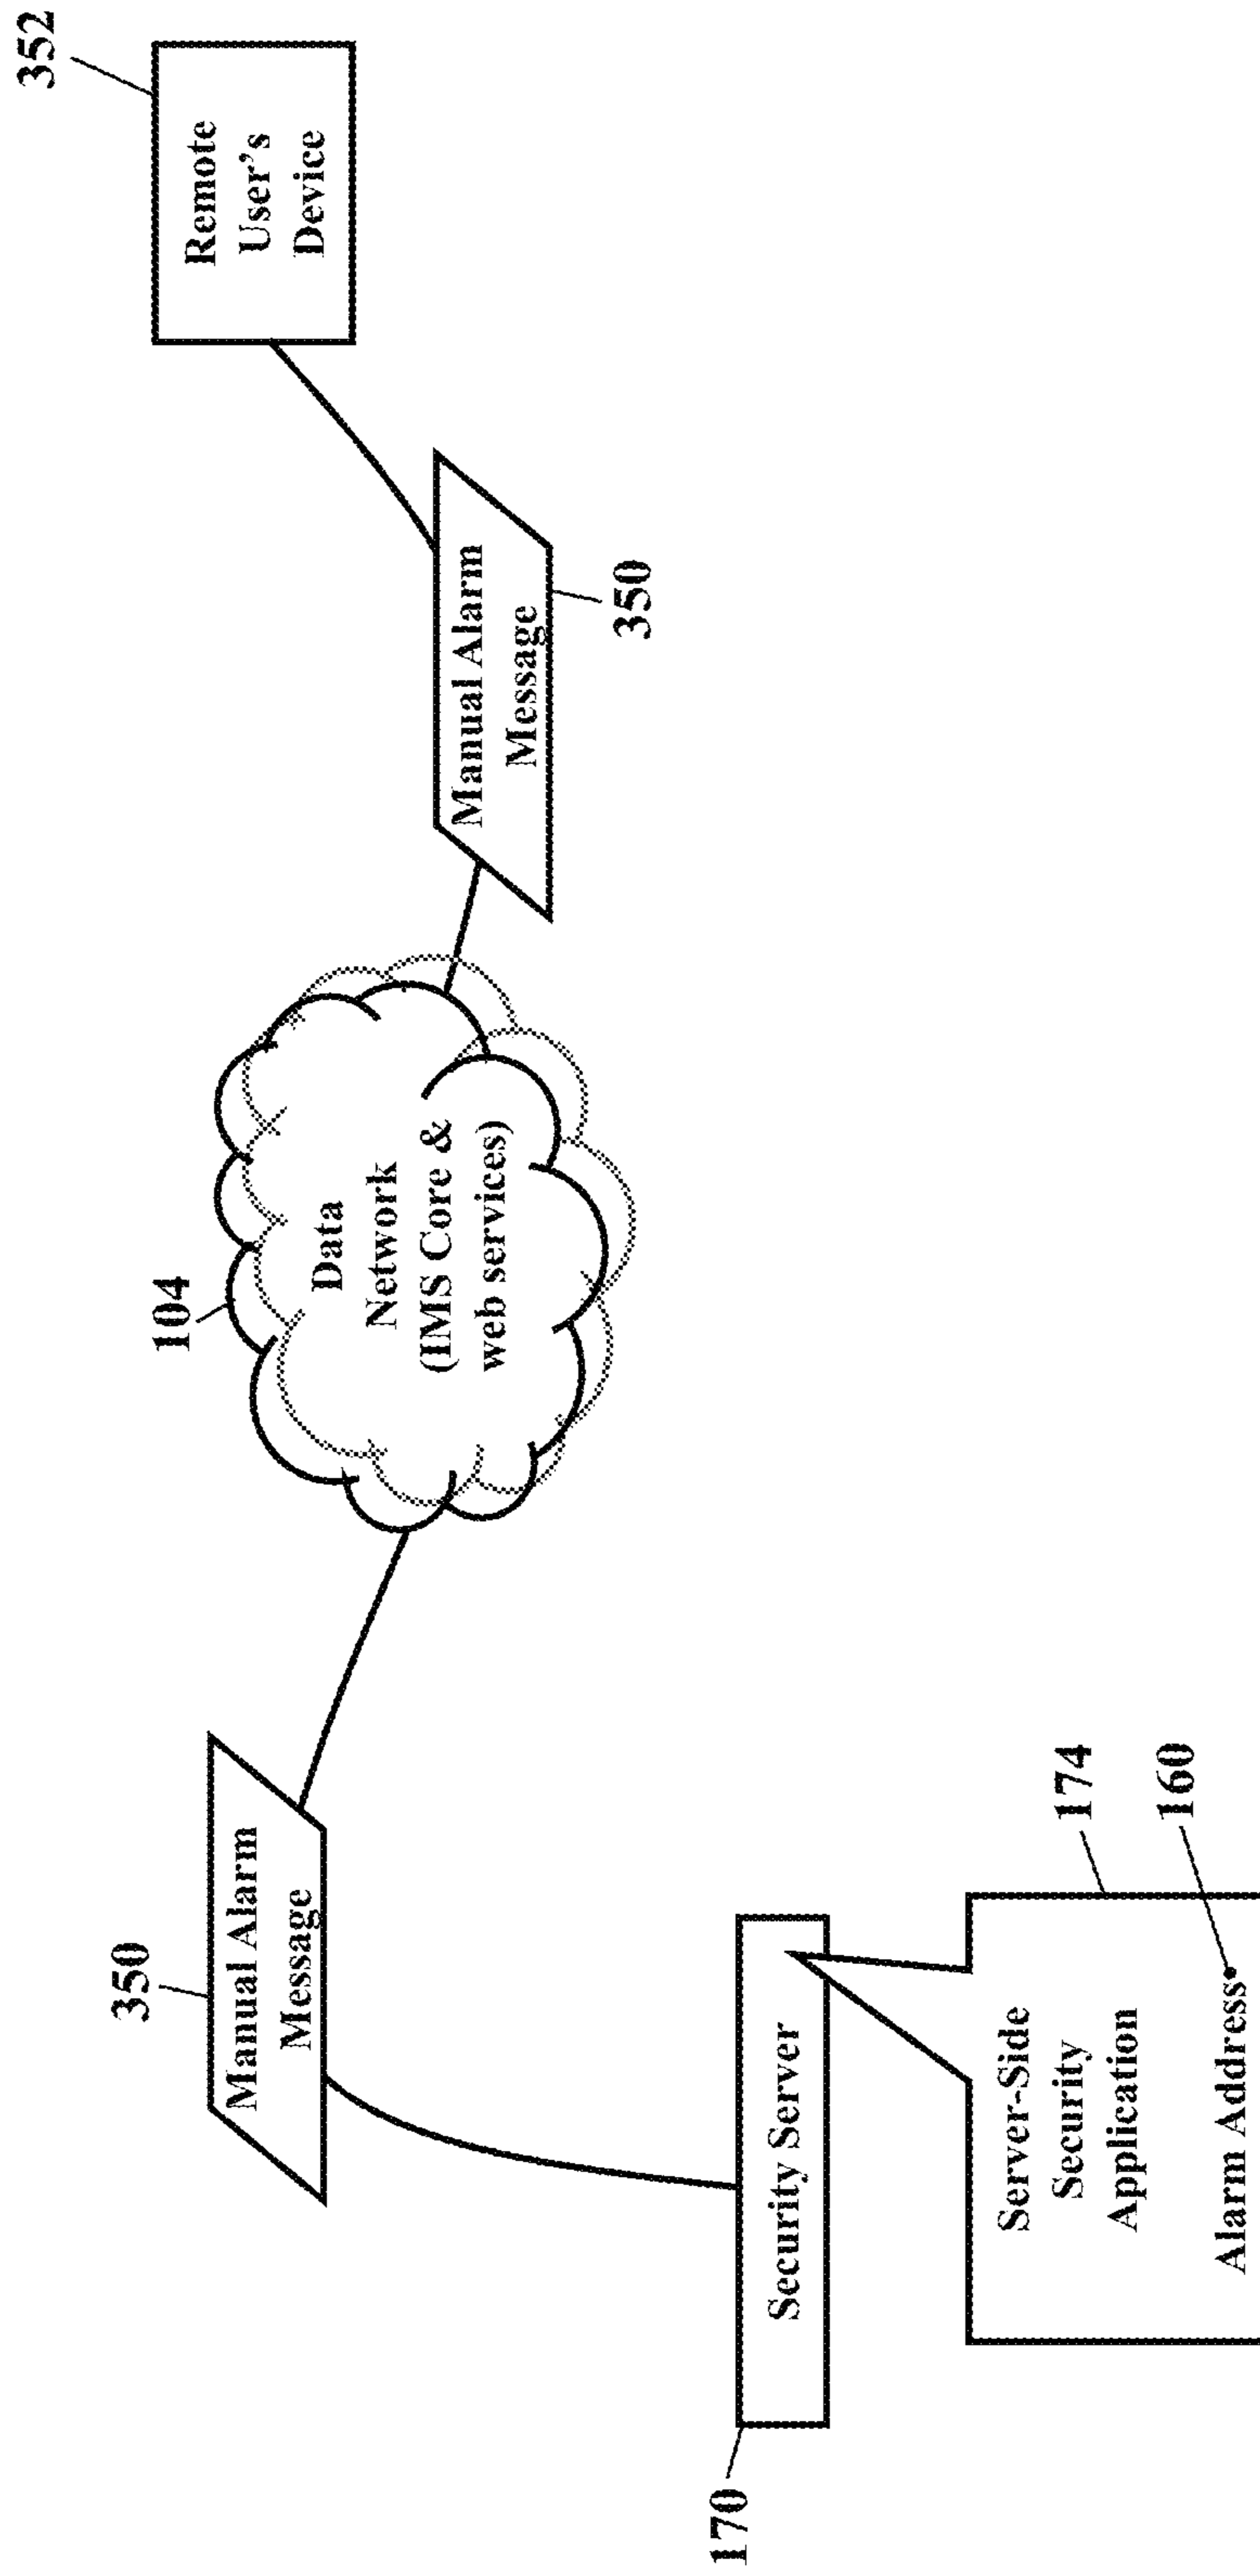 350
Manual Alarm
Message
104
Data
Network
(IMS Core &
web services)
352
Remote
User's
Device
Manual Alarm
Message
350
170
Security Server
174
Server-Side
Security
Application
160
Alarm Address